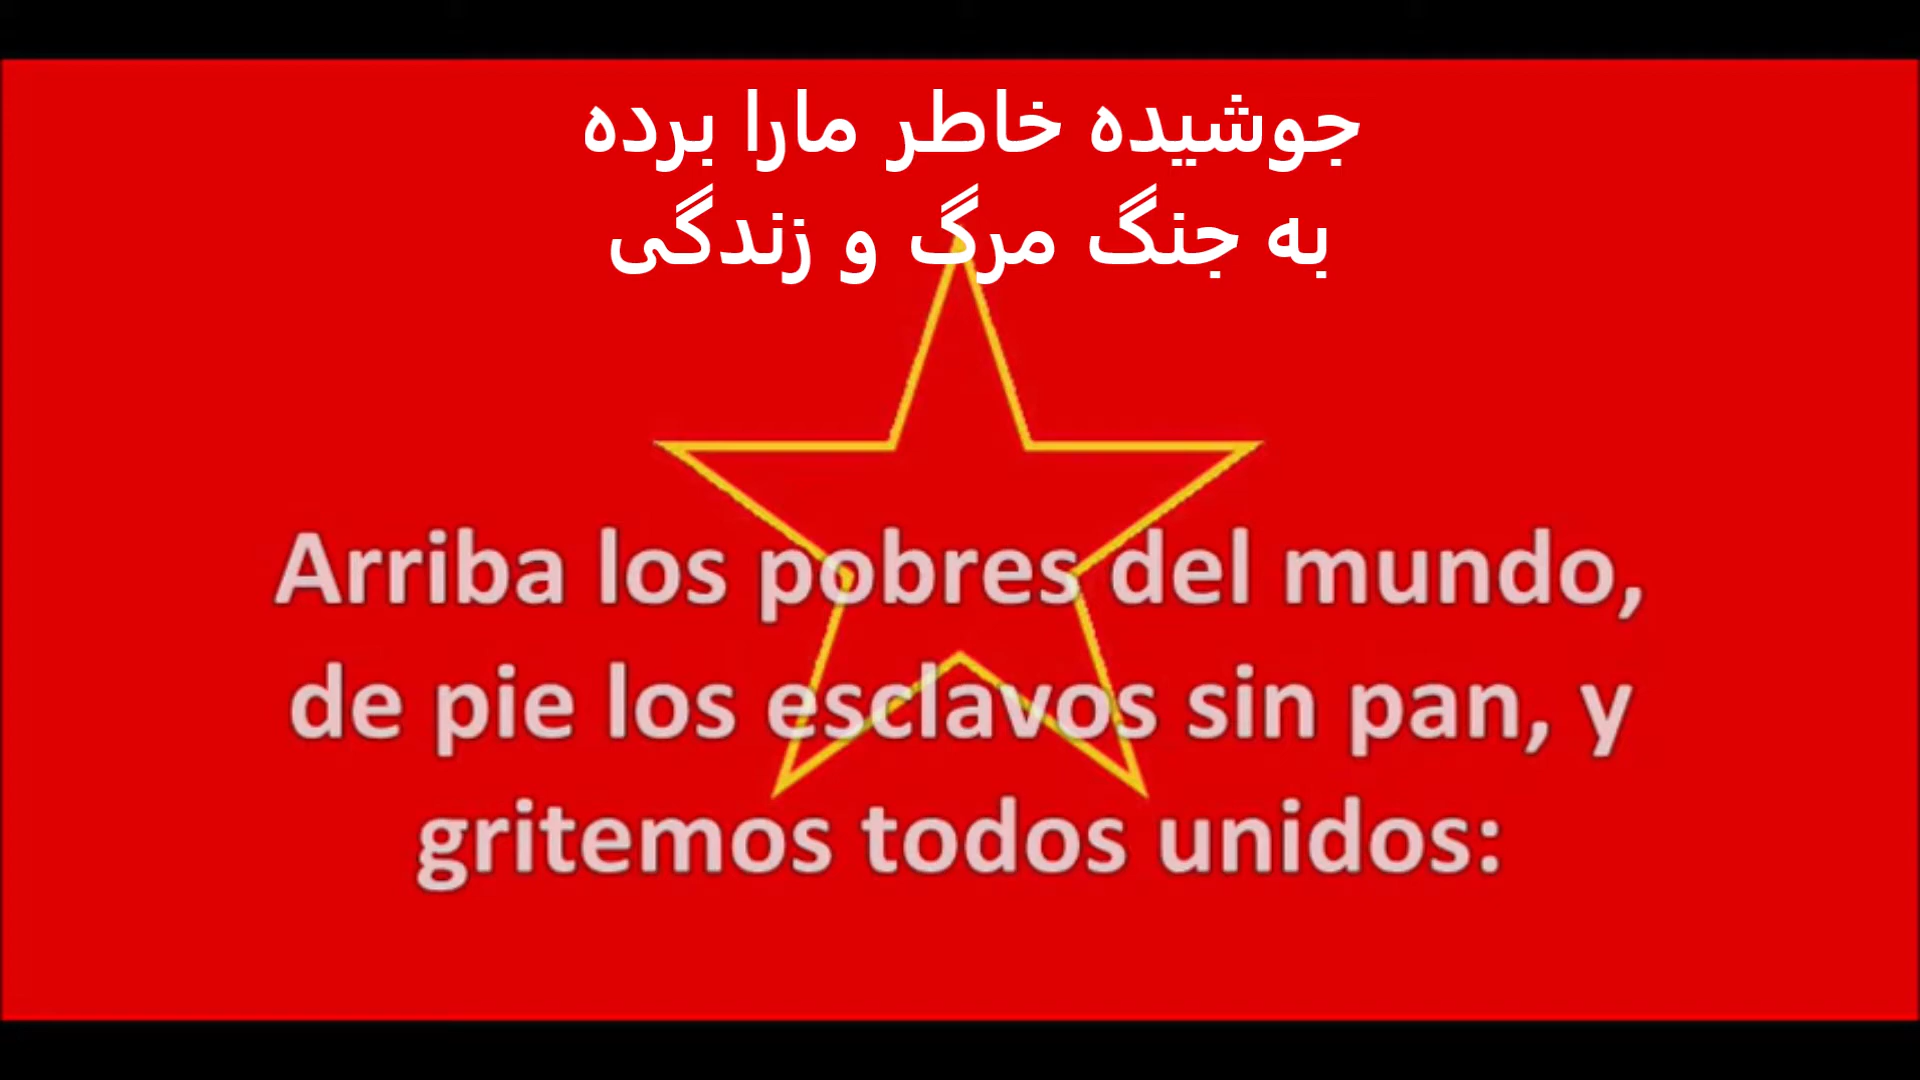 جوشیده خاطر مارا برده
به جنگ مرگ و زندگی
Arriba los pobres del mundo,
de pie los esclavos sin pan, y
gritemos todos unidos: